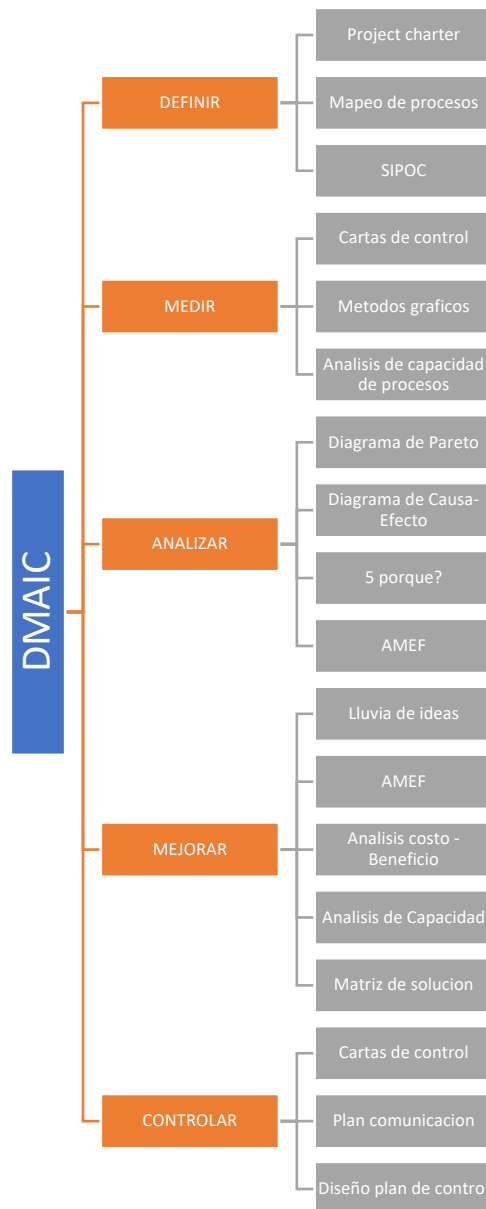 DMAIC
DEFINIR
Project charter
Mapeo de procesos
SIPOC
MEDIR
Cartas de control
Metodos graficos
Analisis de capacidad
de procesos
ANALIZAR
Diagrama de Pareto
Diagrama de Causa-
Efecto
5 porque?
AMEF
MEJORAR
Lluvia de ideas
AMEF
Analisis costo -
Beneficio
Analisis de Capacidad
Matriz de solucion
CONTROLAR
Cartas de control
Plan comunicacion
Diseño plan de contro